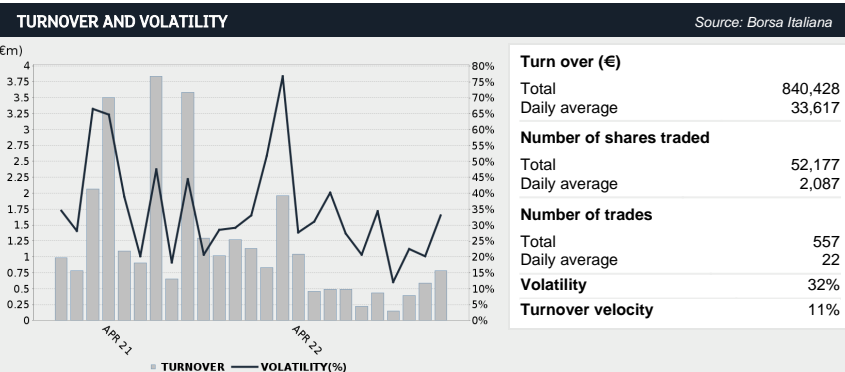 TURNOVER AND VOLATILITY
Source: Borsa Italiana
€m)
4
3.75
3.5
3.25
3
2.75
2.5
2.25
2
1.75
1.5
1.25
1
0.75
0.5
0.25
0
80%
75%
70%
65%
60%
55%
50%
45%
40%
35%
30%
25%
20%
15%
10%
5%
0%
APR 21
APR 22
TURNOVER
VOLATILITY(%)
Turn over (€)
Total 840,428
Daily average 33,617
Number of shares traded
Total 52,177
Daily average 2,087
Number of trades
Total 557
Daily average 22
Volatility 32%
Turnover velocity 11%